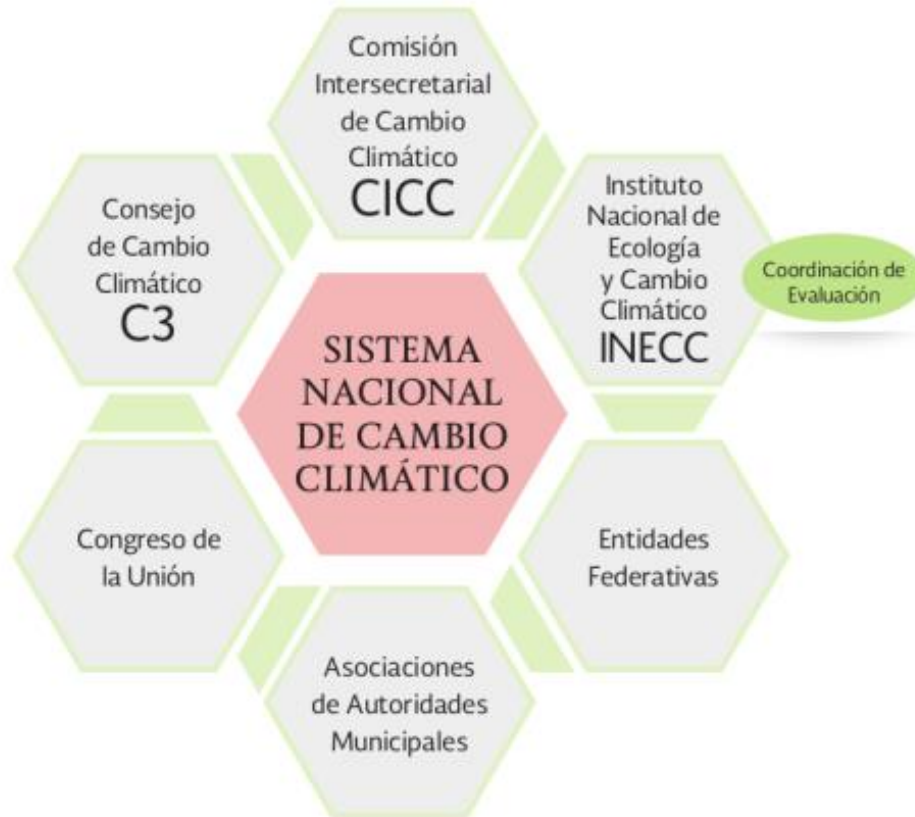 Comisión
Intersecretarial
de Cambio
Climático
CICC
Consejo
de Cambio
Climático
C3
Instituto
Nacional de
Ecología
y Cambio
Climático
INECC
Coordinación de
Evaluación
SISTEMA
NACIONAL
DE CAMBIO
CLIMÁTICO
Congreso de
la Unión
Entidades
Federativas
Asociaciones
de Autoridades
Municipales